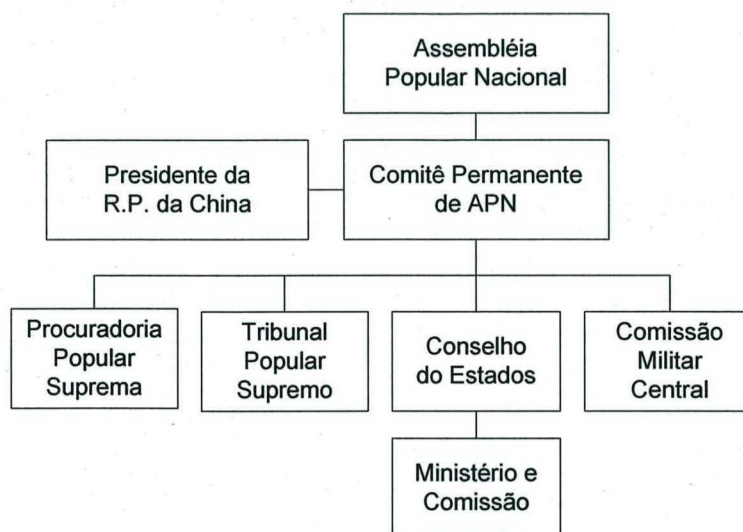 Assembléia
Popular Nacional
Presidente da
R.P. da China
Comitê Permanente
de APN
Procuradoria
Popular
Suprema
Tribunal
Popular
Supremo
Conselho
do Estados
Comissão
Militar
Central
Ministério e
Comissão